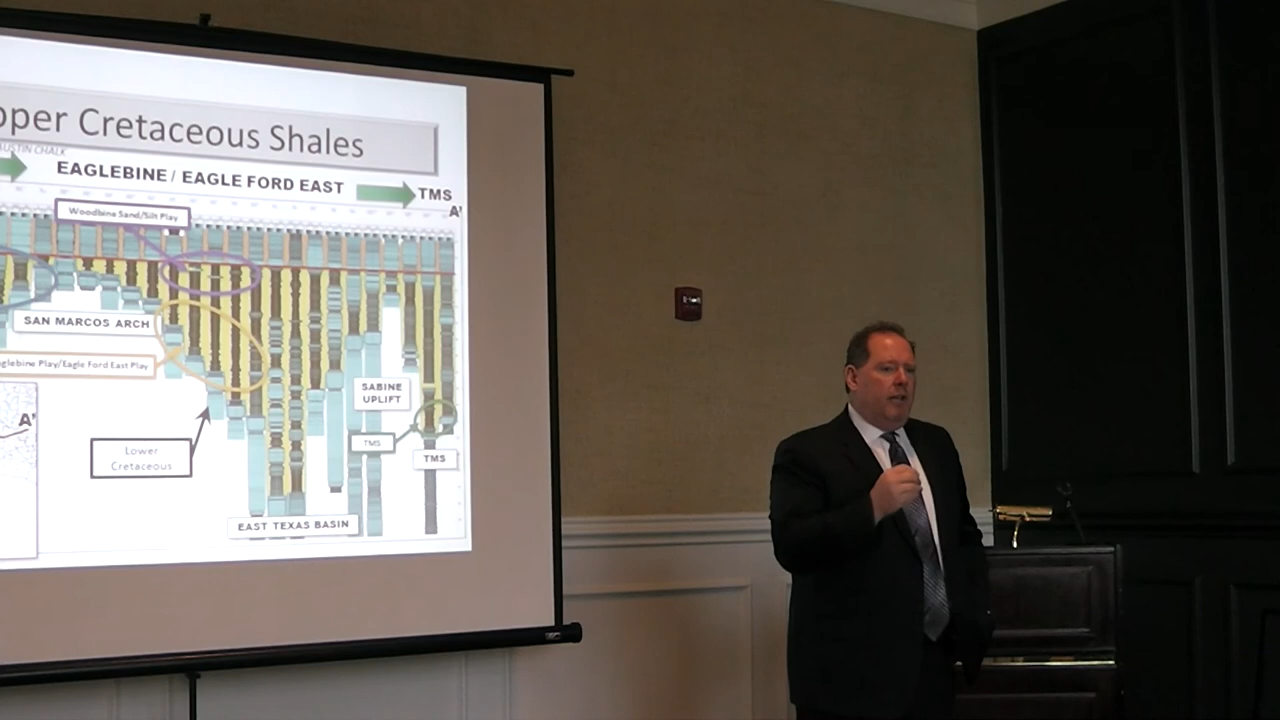 pper Cretaceous Shales
AUSTIN CHALK
EAGLEBINE / EAGLE FORD EAST
TMS
A'
Woodbine Sand/Silt Play
SAN MARCOS ARCH
glebine Play/Eagle Ford East Play
SABINE
UPLIFT
A'
TMS
Lower
Cretaceous
TMS
EAST TEXAS BASIN